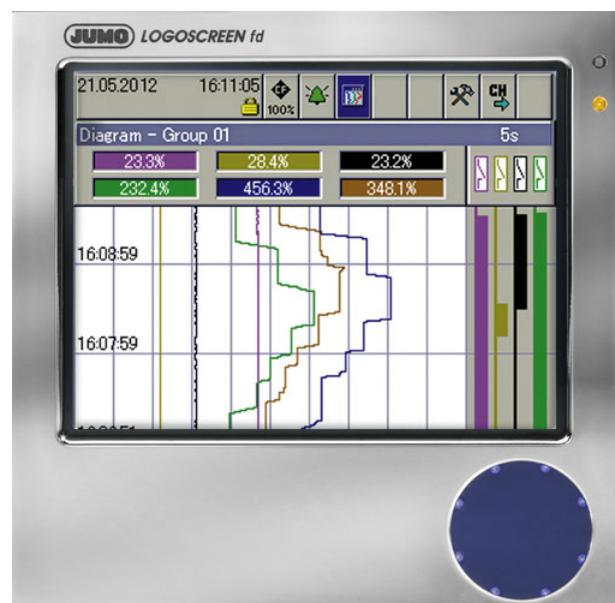 JUMO LOGOSCREEN fd
21.05.2012 16:11:05 CF CH
100%
Diagram - Group 01 5s
23.3% 28.4% 23.2%
232.4% 456.3% 348.1%
16:08:59
16:07:59